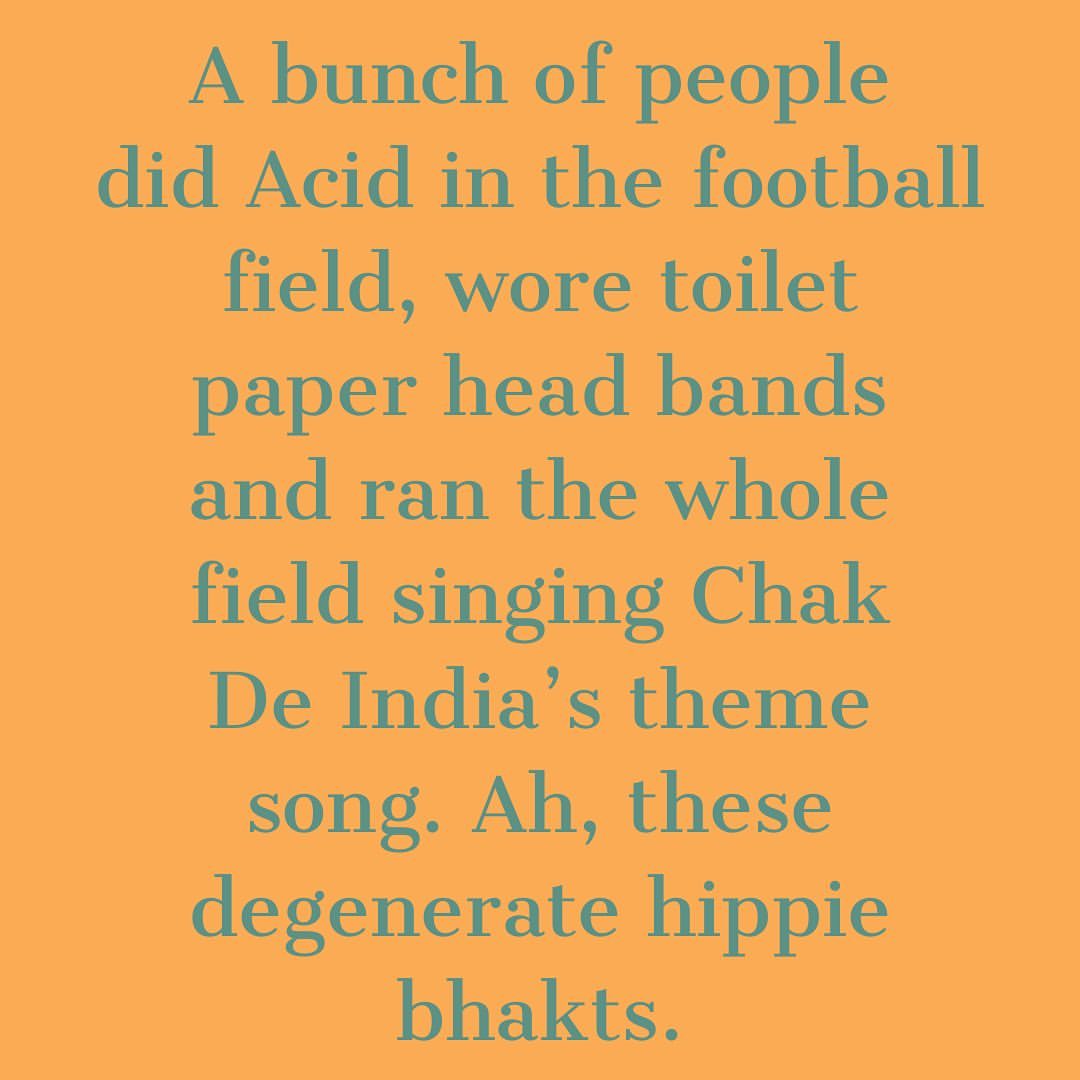 A bunch of people
did Acid in the football
field, wore toilet
paper head bands
and ran the whole
field singing Chak
De India’s theme
song. Ah, these
degenerate hippie
bhakts.